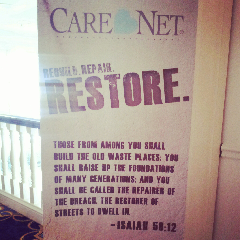 CARE NET®
REBUILD. REPAIR.
RESTORE.
THOSE FROM AMONG YOU SHALL
BUILD THE OLD WASTE PLACES; YOU
SHALL RAISE UP THE FOUNDATIONS
OF MANY GENERATIONS; AND YOU
SHALL BE CALLED THE REPAIRER OF
THE BREACH, THE RESTORER OF
STREETS TO DWELL IN.
-ISAIAH 58:12